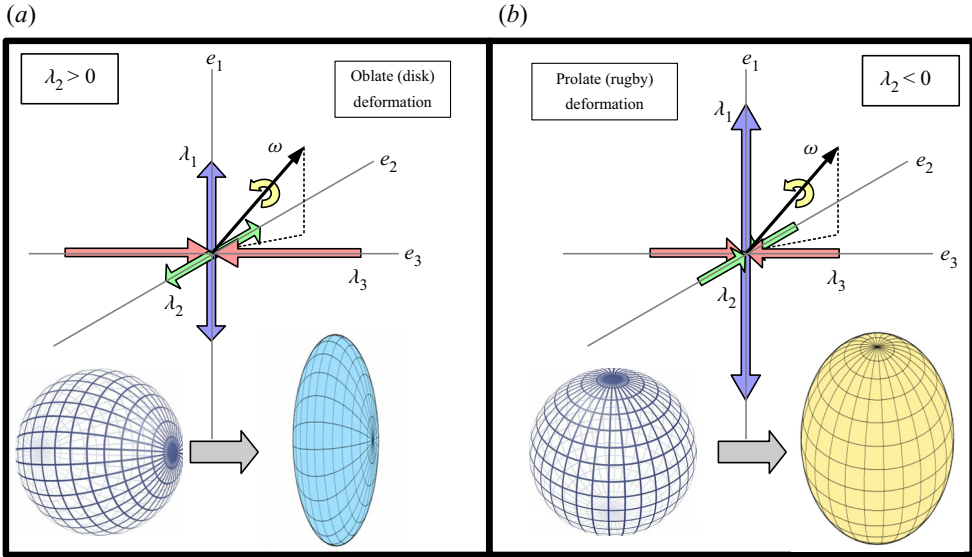 (a)
λ2 > 0
Oblate (disk)
deformation
e1
λ1
ω
e2
e3
λ2
λ3
(b)
Prolate (rugby)
deformation
e1
λ2 < 0
λ1
ω
e2
e3
λ2
λ3